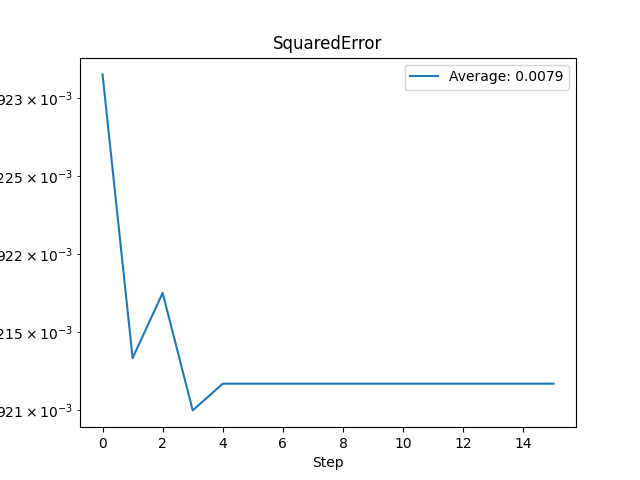 SquaredError
Average: 0.0079
923 × 10⁻³
225 × 10⁻³
922 × 10⁻³
215 × 10⁻³
921 × 10⁻³
0 2 4 6 8 10 12 14
Step